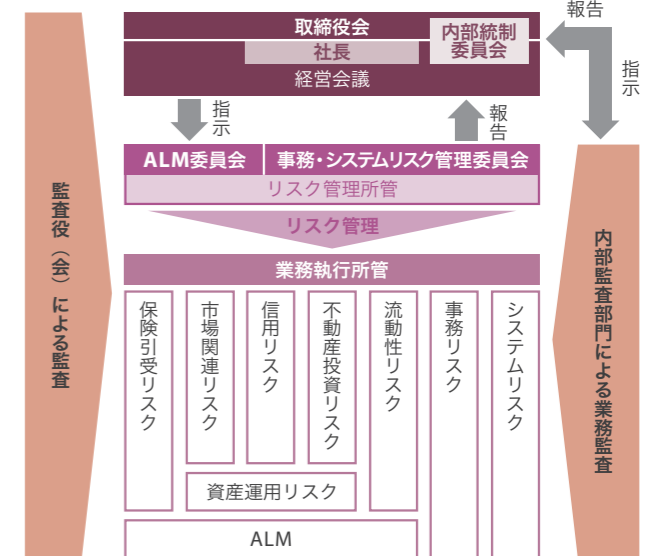 取締役会
内部統制
委員会
社長
経営会議
報告
指示
指示
報告
ALM委員会
事務・システムリスク管理委員会
リスク管理所管
リスク管理
業務執行所管
監査役（会）による監査
保険引受リスク
市場関連リスク
信用リスク
不動産投資リスク
流動性リスク
事務リスク
システムリスク
内部監査部門による業務監査
資産運用リスク
ALM